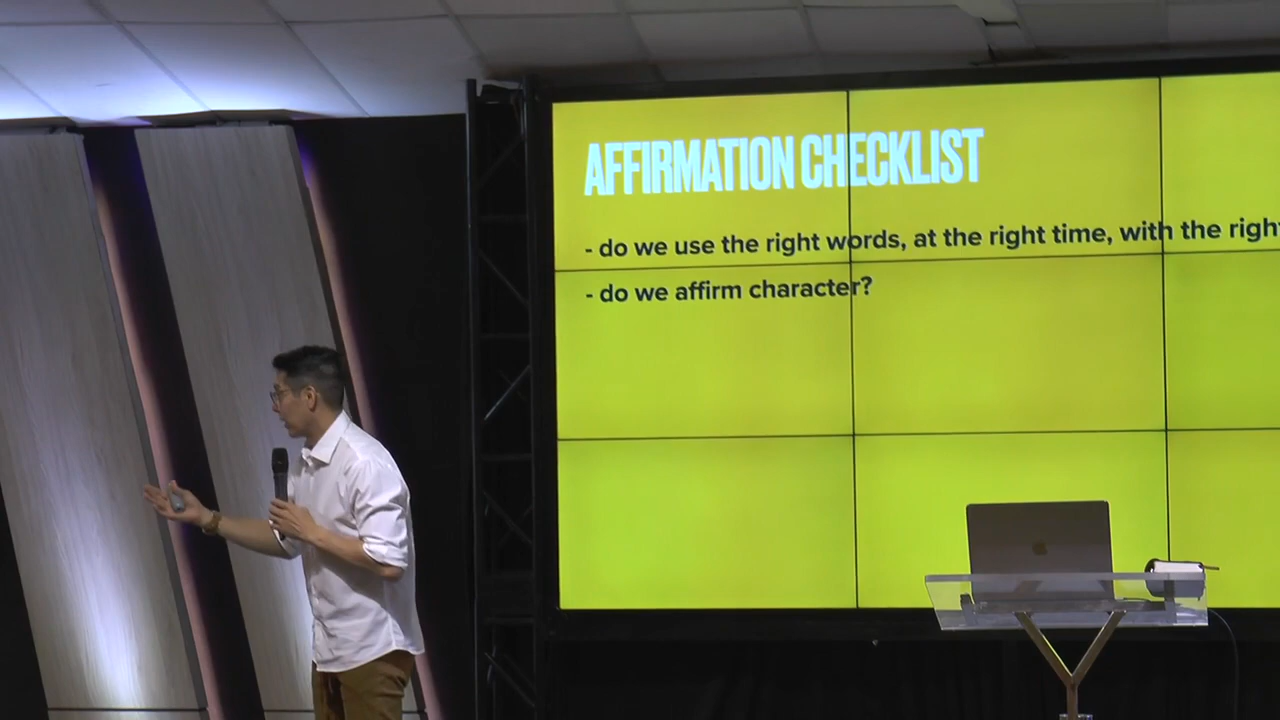 AFFIRMATION CHECKLIST
- do we use the right words, at the right time, with the right
- do we affirm character?